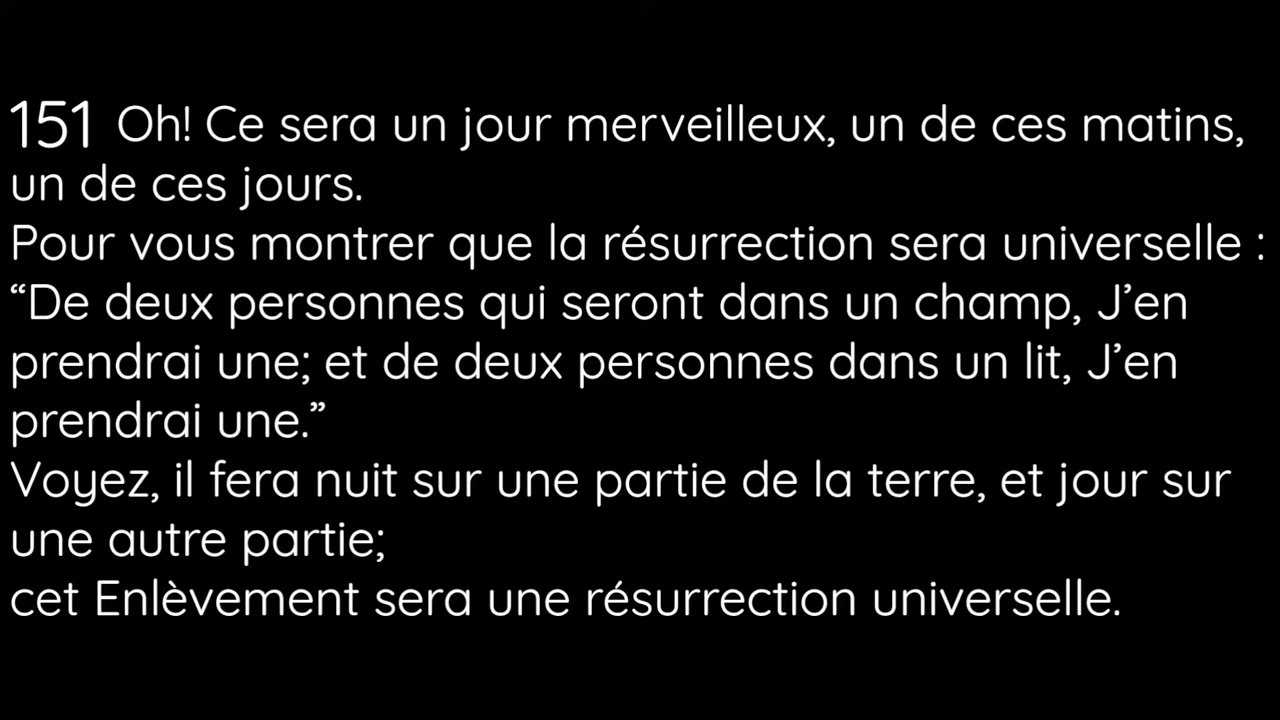 151 Oh! Ce sera un jour merveilleux, un de ces matins,
un de ces jours.
Pour vous montrer que la résurrection sera universelle :
“De deux personnes qui seront dans un champ, J’en
prendrai une; et de deux personnes dans un lit, J’en
prendrai une.”
Voyez, il fera nuit sur une partie de la terre, et jour sur
une autre partie;
cet Enlèvement sera une résurrection universelle.